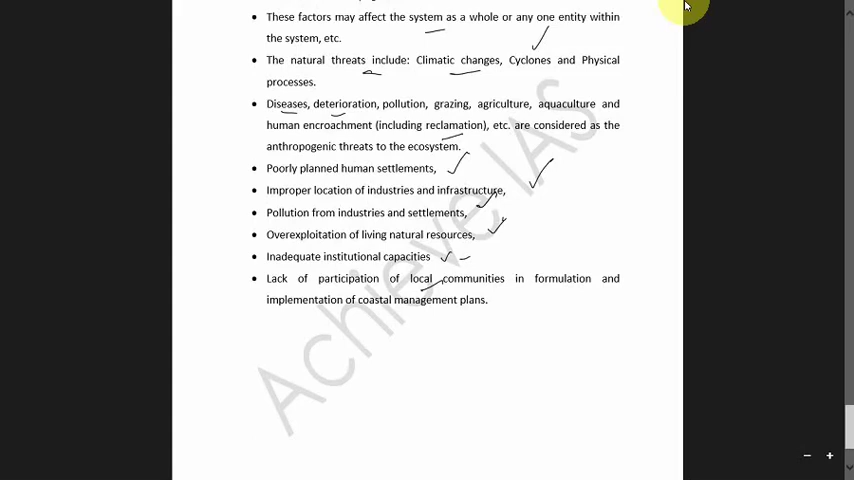 These factors may affect the system as a whole or any one entity within
the system, etc.
The natural threats include: Climatic changes, Cyclones and Physical
processes.
Diseases, deterioration, pollution, grazing, agriculture, aquaculture and
human encroachment (including reclamation), etc. are considered as the
anthropogenic threats to the ecosystem.
Poorly planned human settlements,
Improper location of industries and infrastructure,
Pollution from industries and settlements,
Overexploitation of living natural resources,
Inadequate institutional capacities
Lack of participation of local communities in formulation and
implementation of coastal management plans.
Achieve IAS